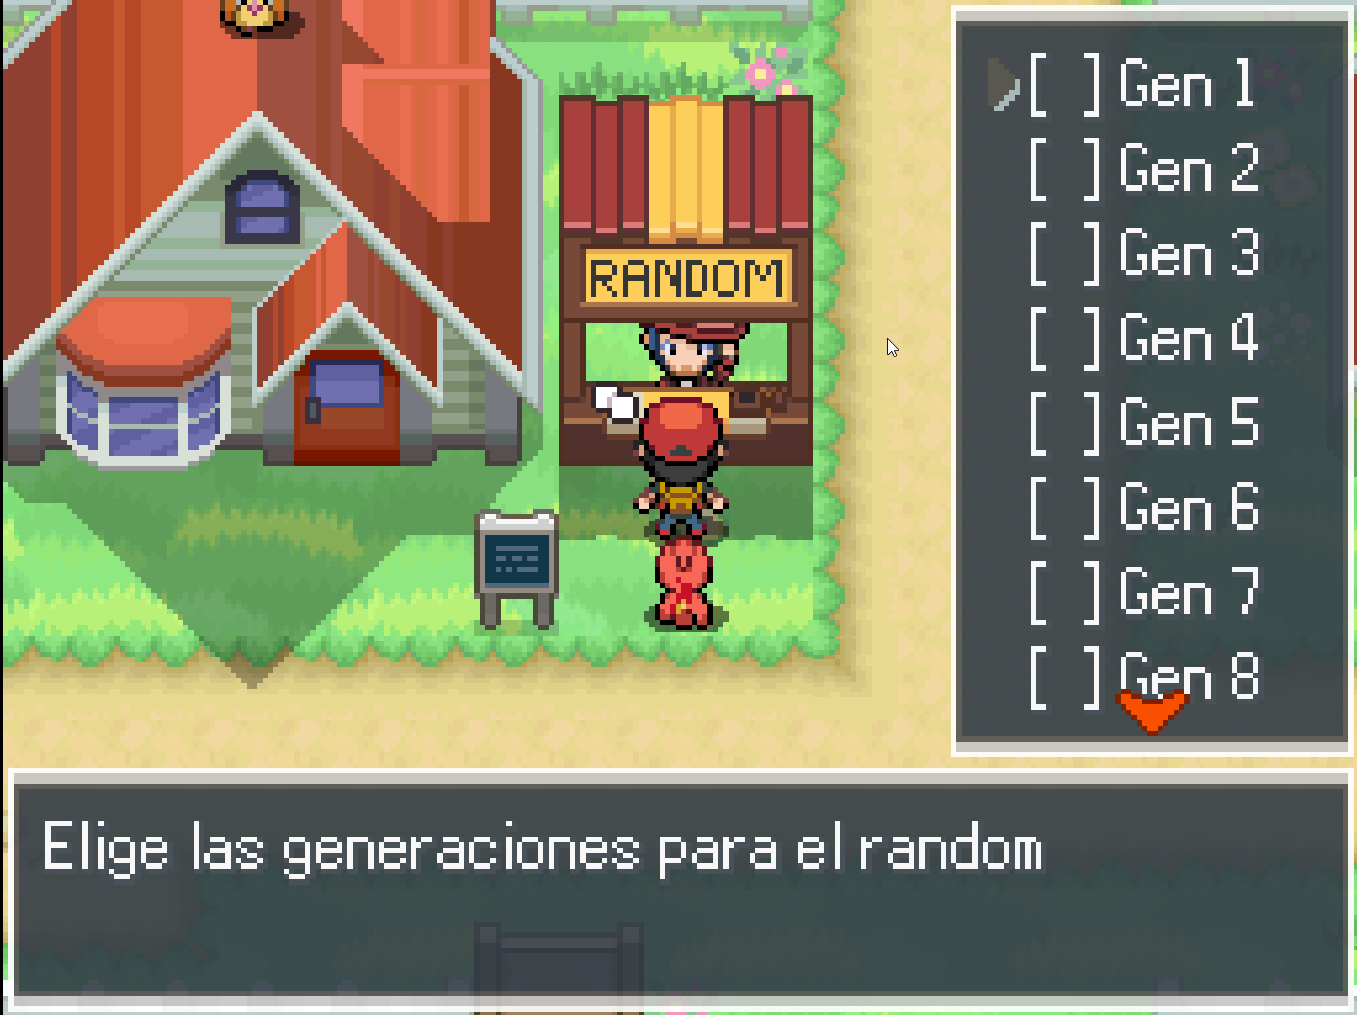 RANDOM
[ ] Gen 1
[ ] Gen 2
[ ] Gen 3
[ ] Gen 4
[ ] Gen 5
[ ] Gen 6
[ ] Gen 7
[ ] Gen 8
Elige las generaciones para el random